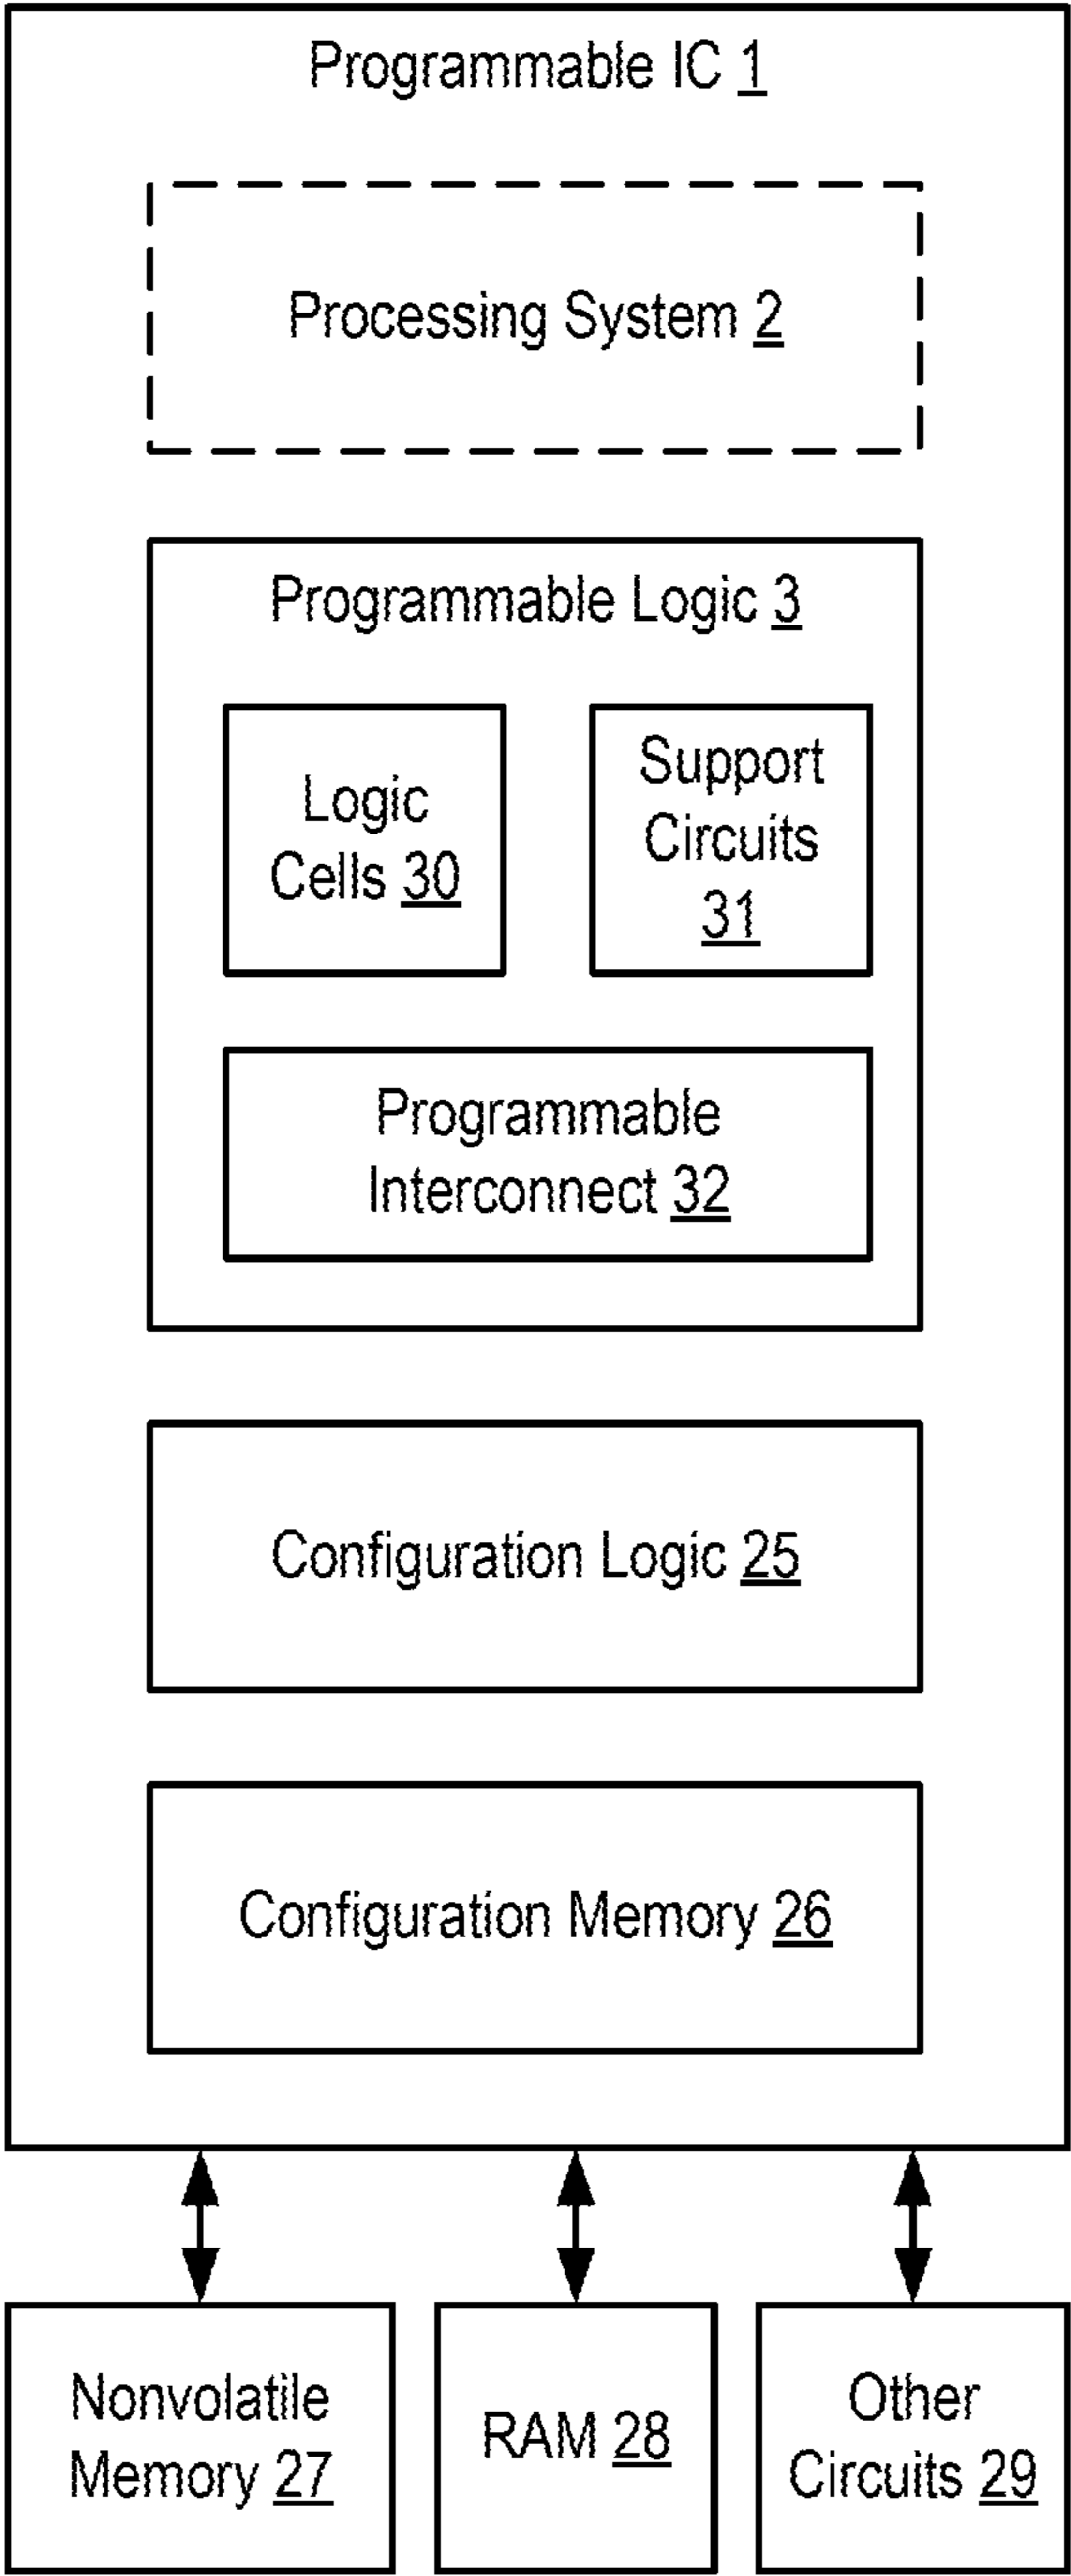 Programmable IC 1
Processing System 2
Programmable Logic 3
Logic
Cells 30
Support
Circuits
31
Programmable
Interconnect 32
Configuration Logic 25
Configuration Memory 26
Nonvolatile
Memory 27
RAM 28
Other
Circuits 29